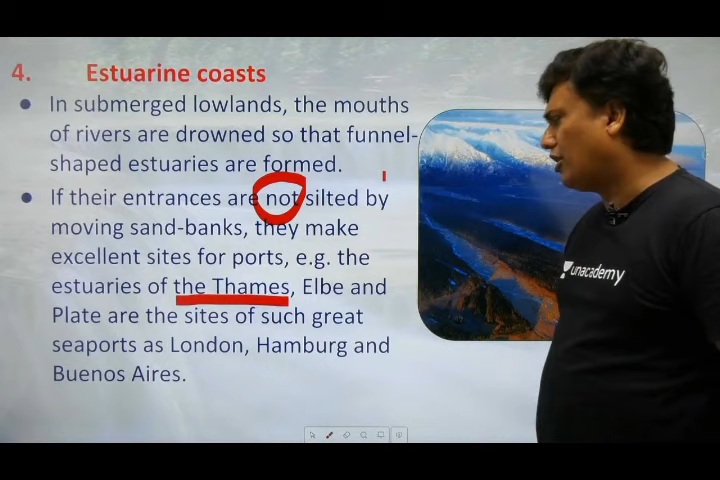 4. Estuarine coasts
• In submerged lowlands, the mouths
of rivers are drowned so that funnel-
shaped estuaries are formed.
• If their entrances are not silted by
moving sand-banks, they make
excellent sites for ports, e.g. the
estuaries of the Thames, Elbe and
Plate are the sites of such great
seaports as London, Hamburg and
Buenos Aires.
unacademy